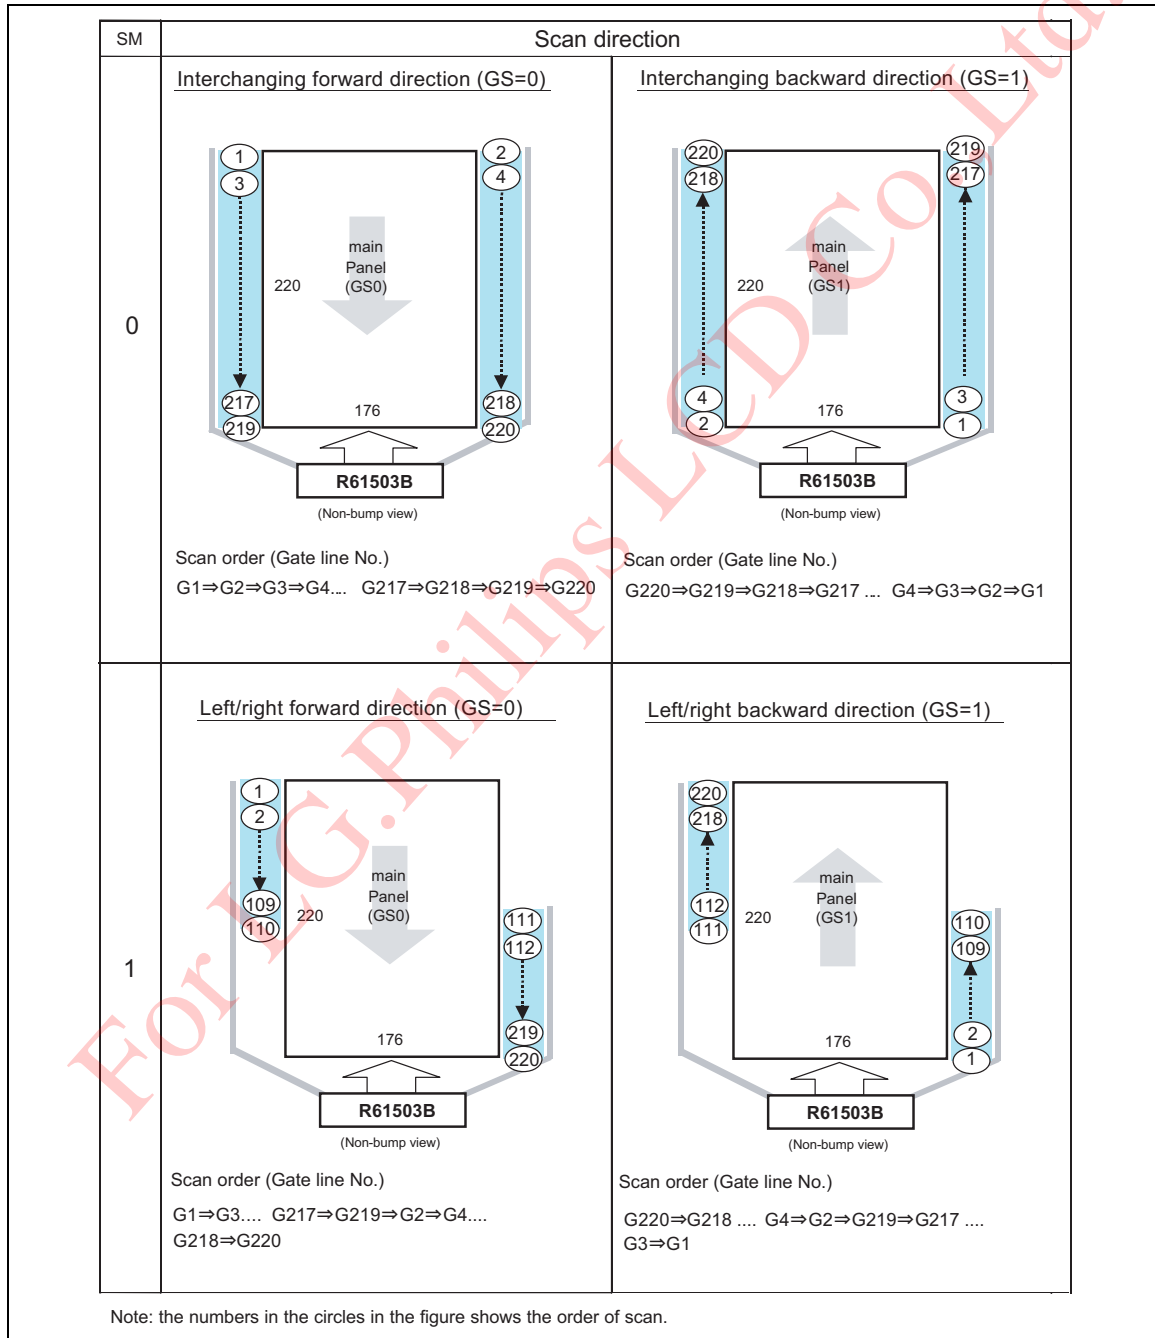 SM
Scan direction
0
Interchanging forward direction (GS=0)
1
2
3
4
main
Panel
(GS0)
220
217
218
219
220
176
R61503B
(Non-bump view)
Scan order (Gate line No.)
G1⇒G2⇒G3⇒G4.... G217⇒G218⇒G219⇒G220
Interchanging backward direction (GS=1)
220
219
218
217
main
Panel
(GS1)
220
4
3
2
1
176
R61503B
(Non-bump view)
Scan order (Gate line No.)
G220⇒G219⇒G218⇒G217 .... G4⇒G3⇒G2⇒G1
1
Left/right forward direction (GS=0)
1
2
109
110
main
Panel
(GS0)
220
111
112
219
220
176
R61503B
(Non-bump view)
Scan order (Gate line No.)
G1⇒G3.... G217⇒G219⇒G2⇒G4....
G218⇒G220
Left/right backward direction (GS=1)
220
218
112
111
main
Panel
(GS1)
220
110
109
2
1
176
R61503B
(Non-bump view)
Scan order (Gate line No.)
G220⇒G218 .... G4⇒G2⇒G219⇒G217 ....
G3⇒G1
Note: the numbers in the circles in the figure shows the order of scan.
For LG.Philips LCD Co.,Ltd.